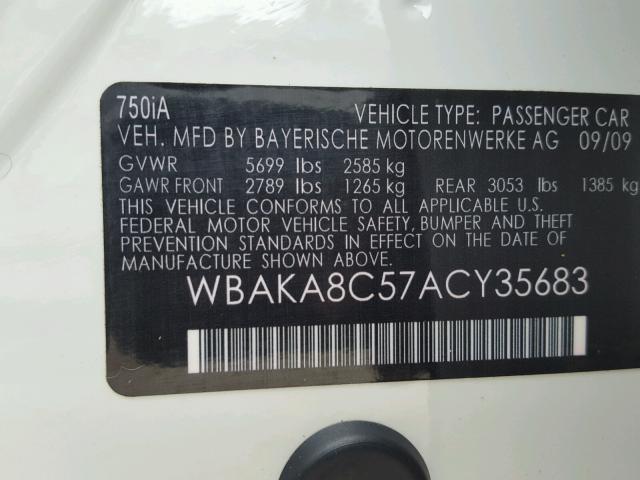 750iA VEHICLE TYPE: PASSENGER CAR
VEH. MFD BY BAYERISCHE MOTORENWERKE AG 09/09
GVWR 5699 lbs 2585 kg
GAWR FRONT 2789 lbs 1265 kg REAR 3053 lbs 1385 kg
THIS VEHICLE CONFORMS TO ALL APPLICABLE U.S.
FEDERAL MOTOR VEHICLE SAFETY, BUMPER AND THEFT
PREVENTION STANDARDS IN EFFECT ON THE DATE OF
MANUFACTURE SHOWN ABOVE.
WBAKA8C57ACY35683